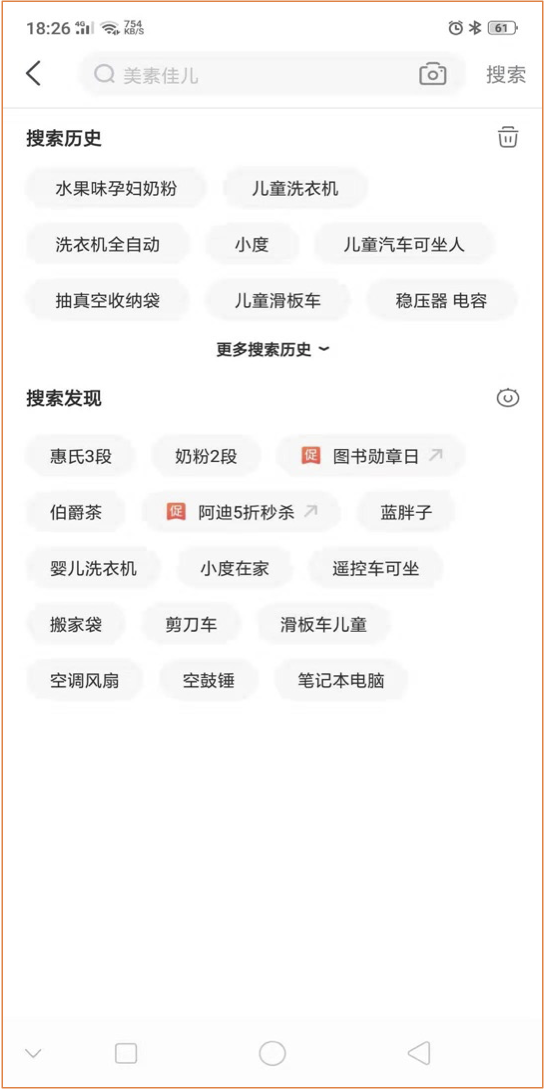 18:26 4G 754 KB/S 61
美素佳儿 搜索
搜索历史
水果味孕妇奶粉 儿童洗衣机
洗衣机全自动 小度 儿童汽车可坐人
抽真空收纳袋 儿童滑板车 稳压器 电容
更多搜索历史
搜索发现
惠氏3段 奶粉2段 促 图书勋章日
伯爵茶 促 阿迪5折秒杀 蓝胖子
婴儿洗衣机 小度在家 遥控车可坐
搬家袋 剪刀车 滑板车儿童
空调风扇 空鼓锤 笔记本电脑